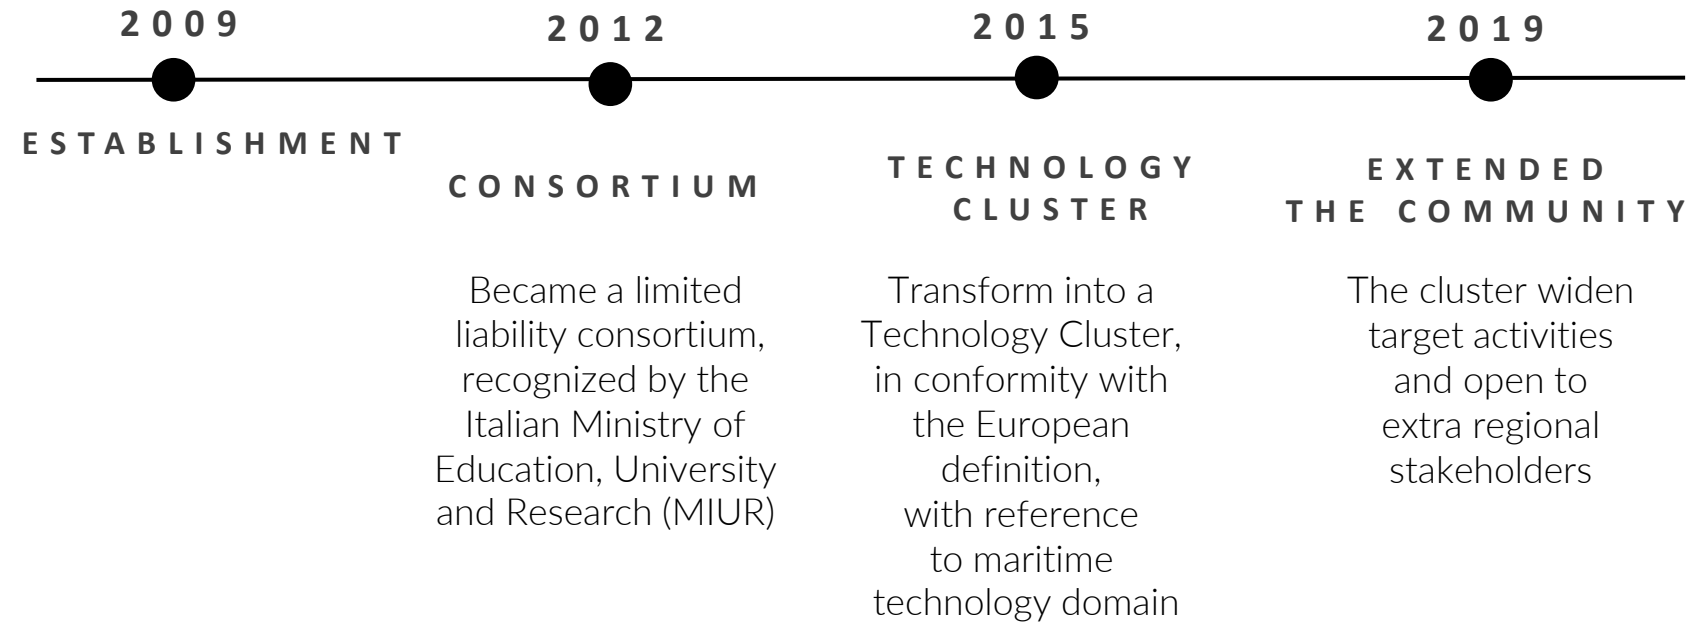 2009
ESTABLISHMENT
2012
CONSORTIUM
Became a limited
liability consortium,
recognized by the
Italian Ministry of
Education, University
and Research (MIUR)
2015
TECHNOLOGY
CLUSTER
Transform into a
Technology Cluster,
in conformity with
the European
definition,
with reference
to maritime
technology domain
2019
EXTENDED
THE COMMUNITY
The cluster widen
target activities
and open to
extra regional
stakeholders